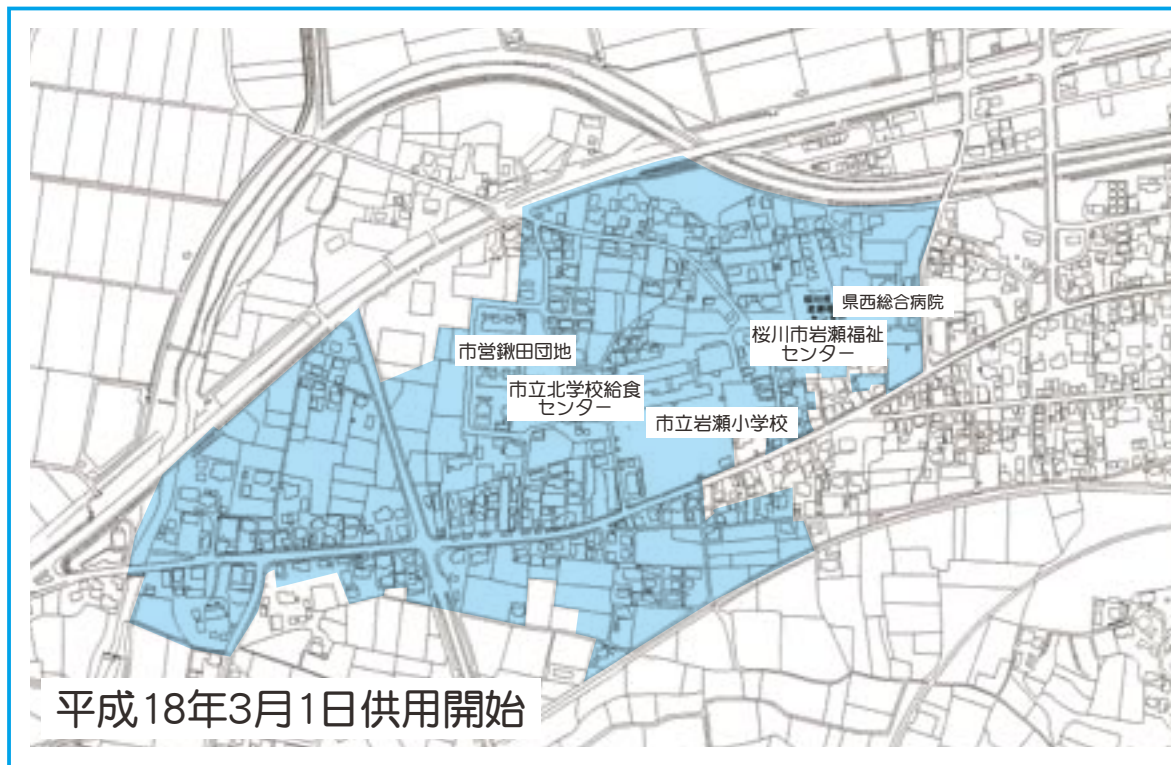 県西総合病院
桜川市岩瀬福祉
センター
市営鍬田団地
市立北学校給食
センター
市立岩瀬小学校
平成18年3月1日供用開始